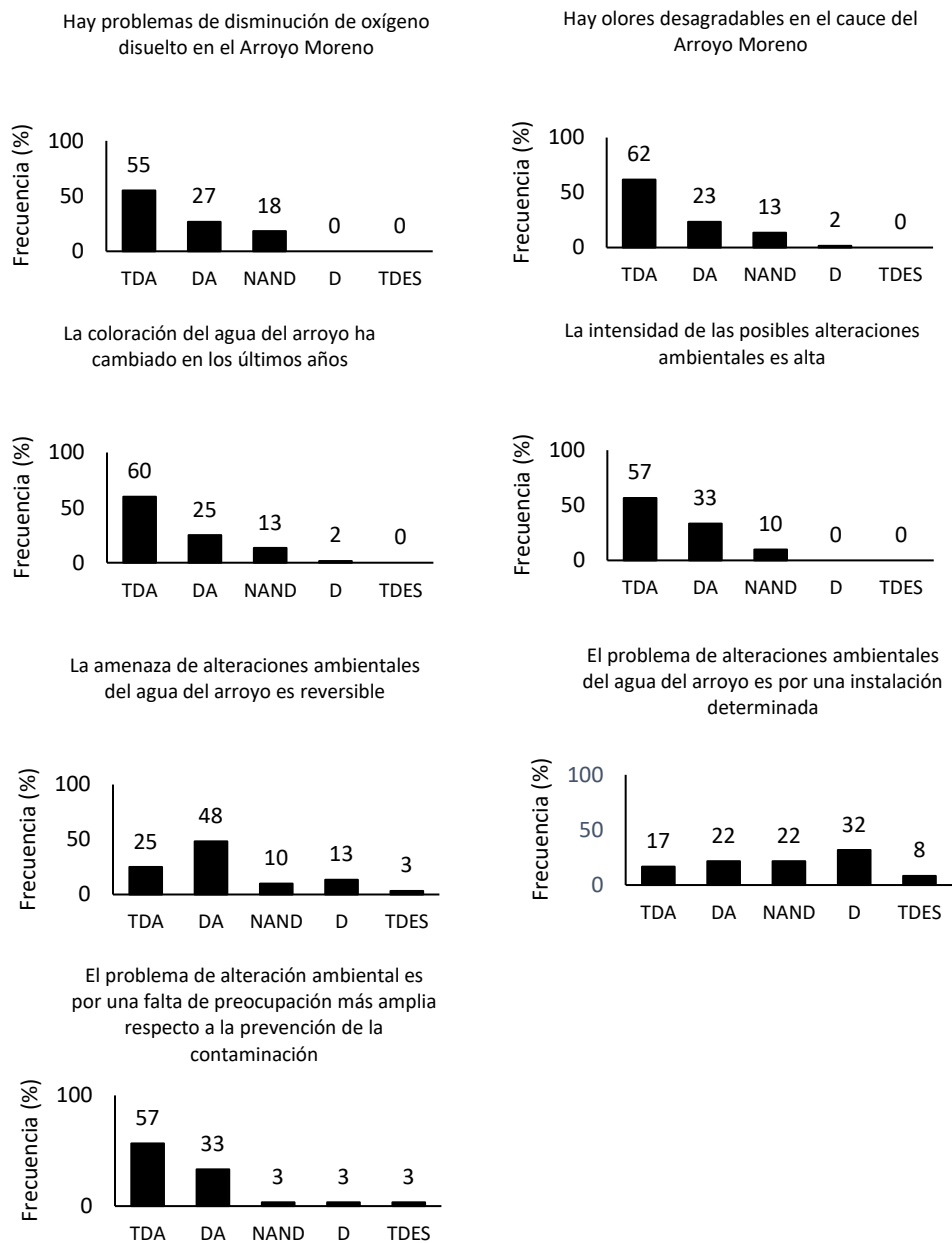 Hay problemas de disminución de oxígeno
disuelto en el Arroyo Moreno
Frecuencia (%)
100
50
0
55
27
18
0
0
TDA DA NAND D TDES
Hay olores desagradables en el cauce del
Arroyo Moreno
Frecuencia (%)
100
50
0
62
23
13
2
0
TDA DA NAND D TDES
La coloración del agua del arroyo ha
cambiado en los últimos años
Frecuencia (%)
100
50
0
60
25
13
2
0
TDA DA NAND D TDES
La intensidad de las posibles alteraciones
ambientales es alta
Frecuencia (%)
100
50
0
57
33
10
0
0
TDA DA NAND D TDES
La amenaza de alteraciones ambientales
del agua del arroyo es reversible
Frecuencia (%)
100
50
0
25
48
10
13
3
TDA DA NAND D TDES
El problema de alteraciones ambientales
del agua del arroyo es por una instalación
determinada
Frecuencia (%)
100
50
0
17
22
22
32
8
TDA DA NAND D TDES
El problema de alteración ambiental es
por una falta de preocupación más amplia
respecto a la prevención de la
contaminación
Frecuencia (%)
100
50
0
57
33
3
3
3
TDA DA NAND D TDES